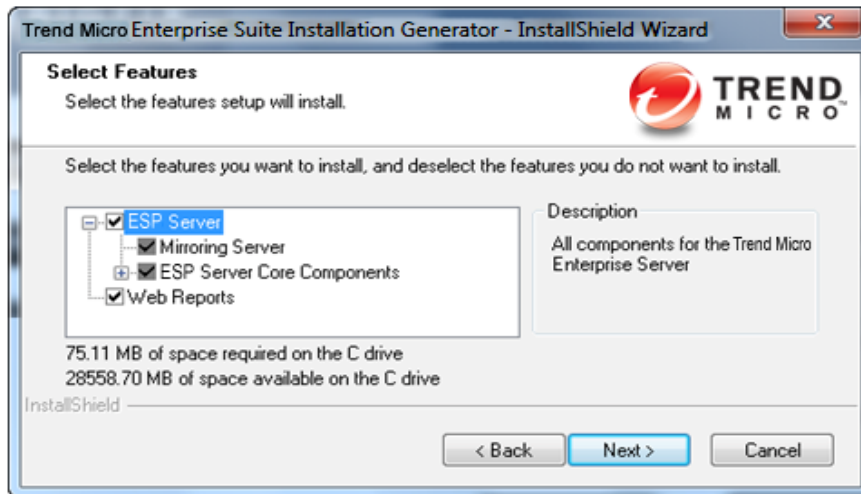 Trend Micro Enterprise Suite Installation Generator - InstallShield Wizard
Select Features
Select the features setup will install.
TREND
MICRO™
Select the features you want to install, and deselect the features you do not want to install.
ESP Server
Mirroring Server
ESP Server Core Components
Web Reports
Description
All components for the Trend Micro
Enterprise Server
75.11 MB of space required on the C drive
28558.70 MB of space available on the C drive
InstallShield
< Back
Next >
Cancel